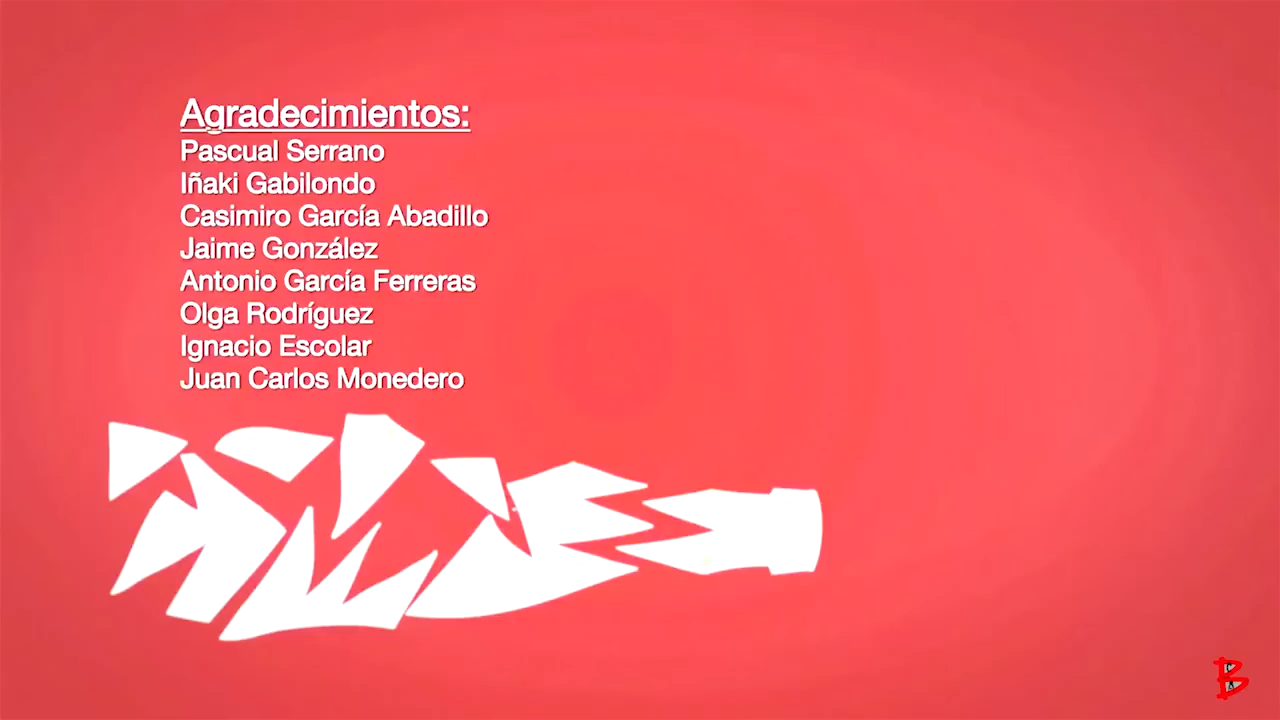 Agradecimientos:
Pascual Serrano
Iñaki Gabilondo
Casimiro García Abadillo
Jaime González
Antonio García Ferreras
Olga Rodríguez
Ignacio Escolar
Juan Carlos Monedero
B